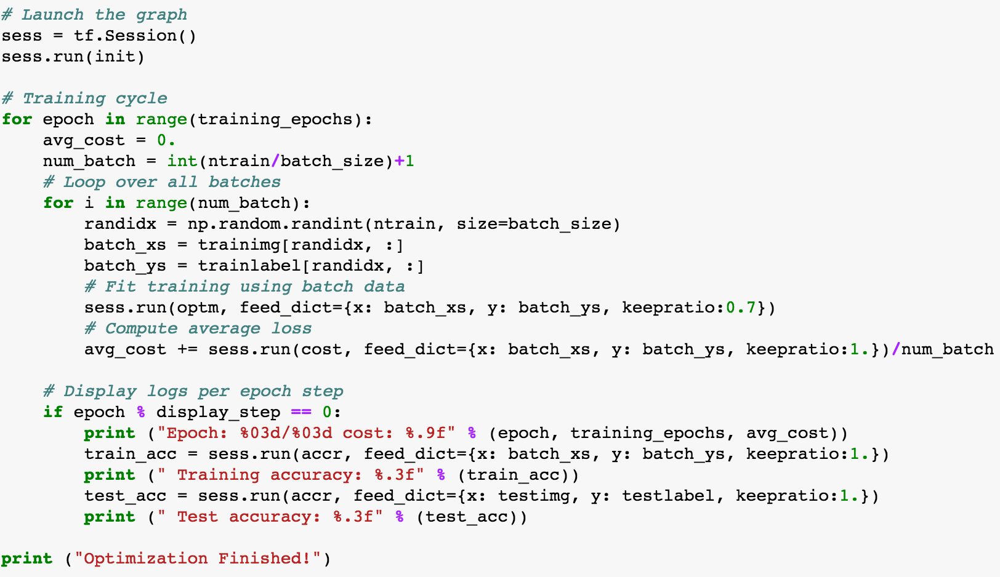 # Launch the graph
sess = tf.Session()
sess.run(init)

# Training cycle
for epoch in range(training_epochs):
    avg_cost = 0.
    num_batch = int(ntrain/batch_size)+1
    # Loop over all batches
    for i in range(num_batch):
        randidx = np.random.randint(ntrain, size=batch_size)
        batch_xs = trainimg[randidx, :]
        batch_ys = trainlabel[randidx, :]
        # Fit training using batch data
        sess.run(optm, feed_dict={x: batch_xs, y: batch_ys, keepratio:0.7})
        # Compute average loss
        avg_cost += sess.run(cost, feed_dict={x: batch_xs, y: batch_ys, keepratio:1.})/num_batch

    # Display logs per epoch step
    if epoch % display_step == 0:
        print ("Epoch: %03d/%03d cost: %.9f" % (epoch, training_epochs, avg_cost))
        train_acc = sess.run(accr, feed_dict={x: batch_xs, y: batch_ys, keepratio:1.})
        print (" Training accuracy: %.3f" % (train_acc))
        test_acc = sess.run(accr, feed_dict={x: testimg, y: testlabel, keepratio:1.})
        print (" Test accuracy: %.3f" % (test_acc))

print ("Optimization Finished!")